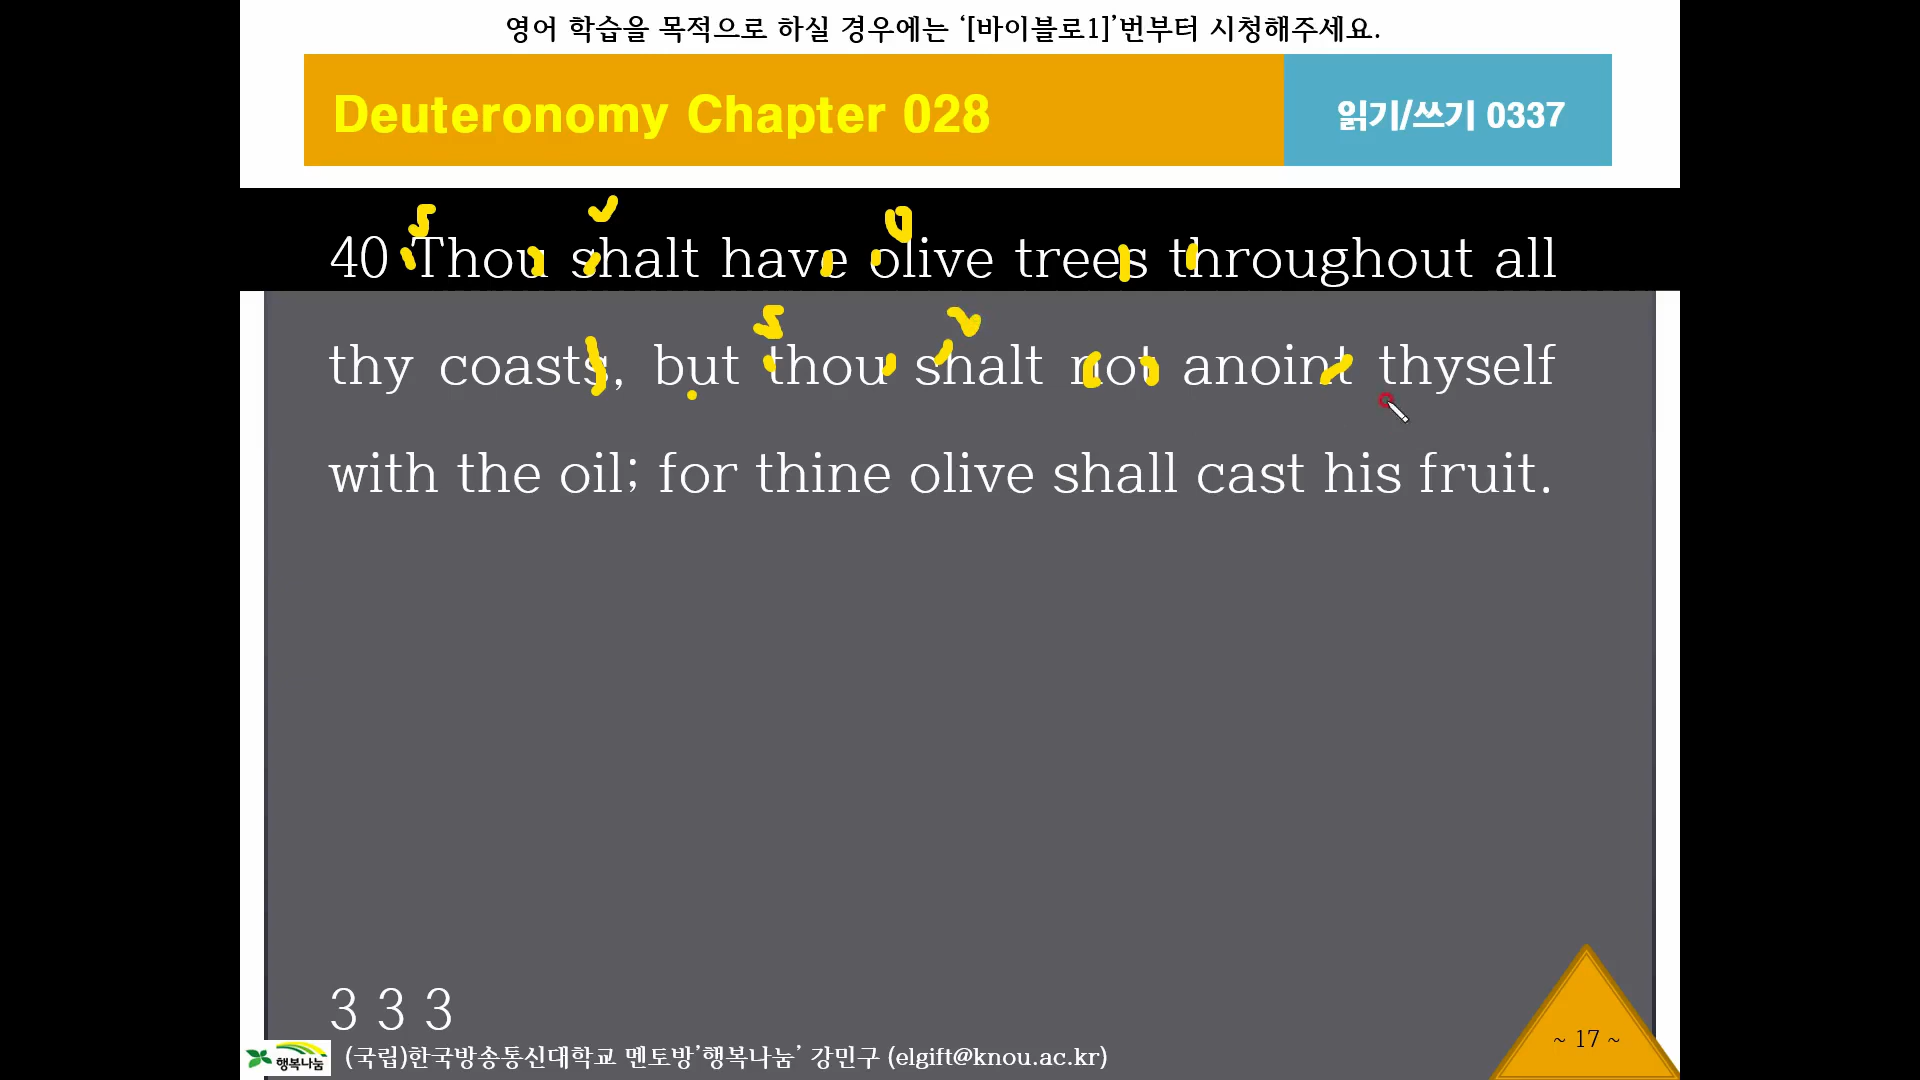 영어 학습을 목적으로 하실 경우에는 ‘[바이블로1]’번부터 시청해주세요.
Deuteronomy Chapter 028
읽기/쓰기 0337
40 Thou shalt have olive trees throughout all
thy coasts, but thou shalt not anoint thyself
with the oil; for thine olive shall cast his fruit.
3 3 3
~ 17 ~
행복나눔
(국립)한국방송통신대학교 멘토방’행복나눔’ 강민구 (elgift@knou.ac.kr)